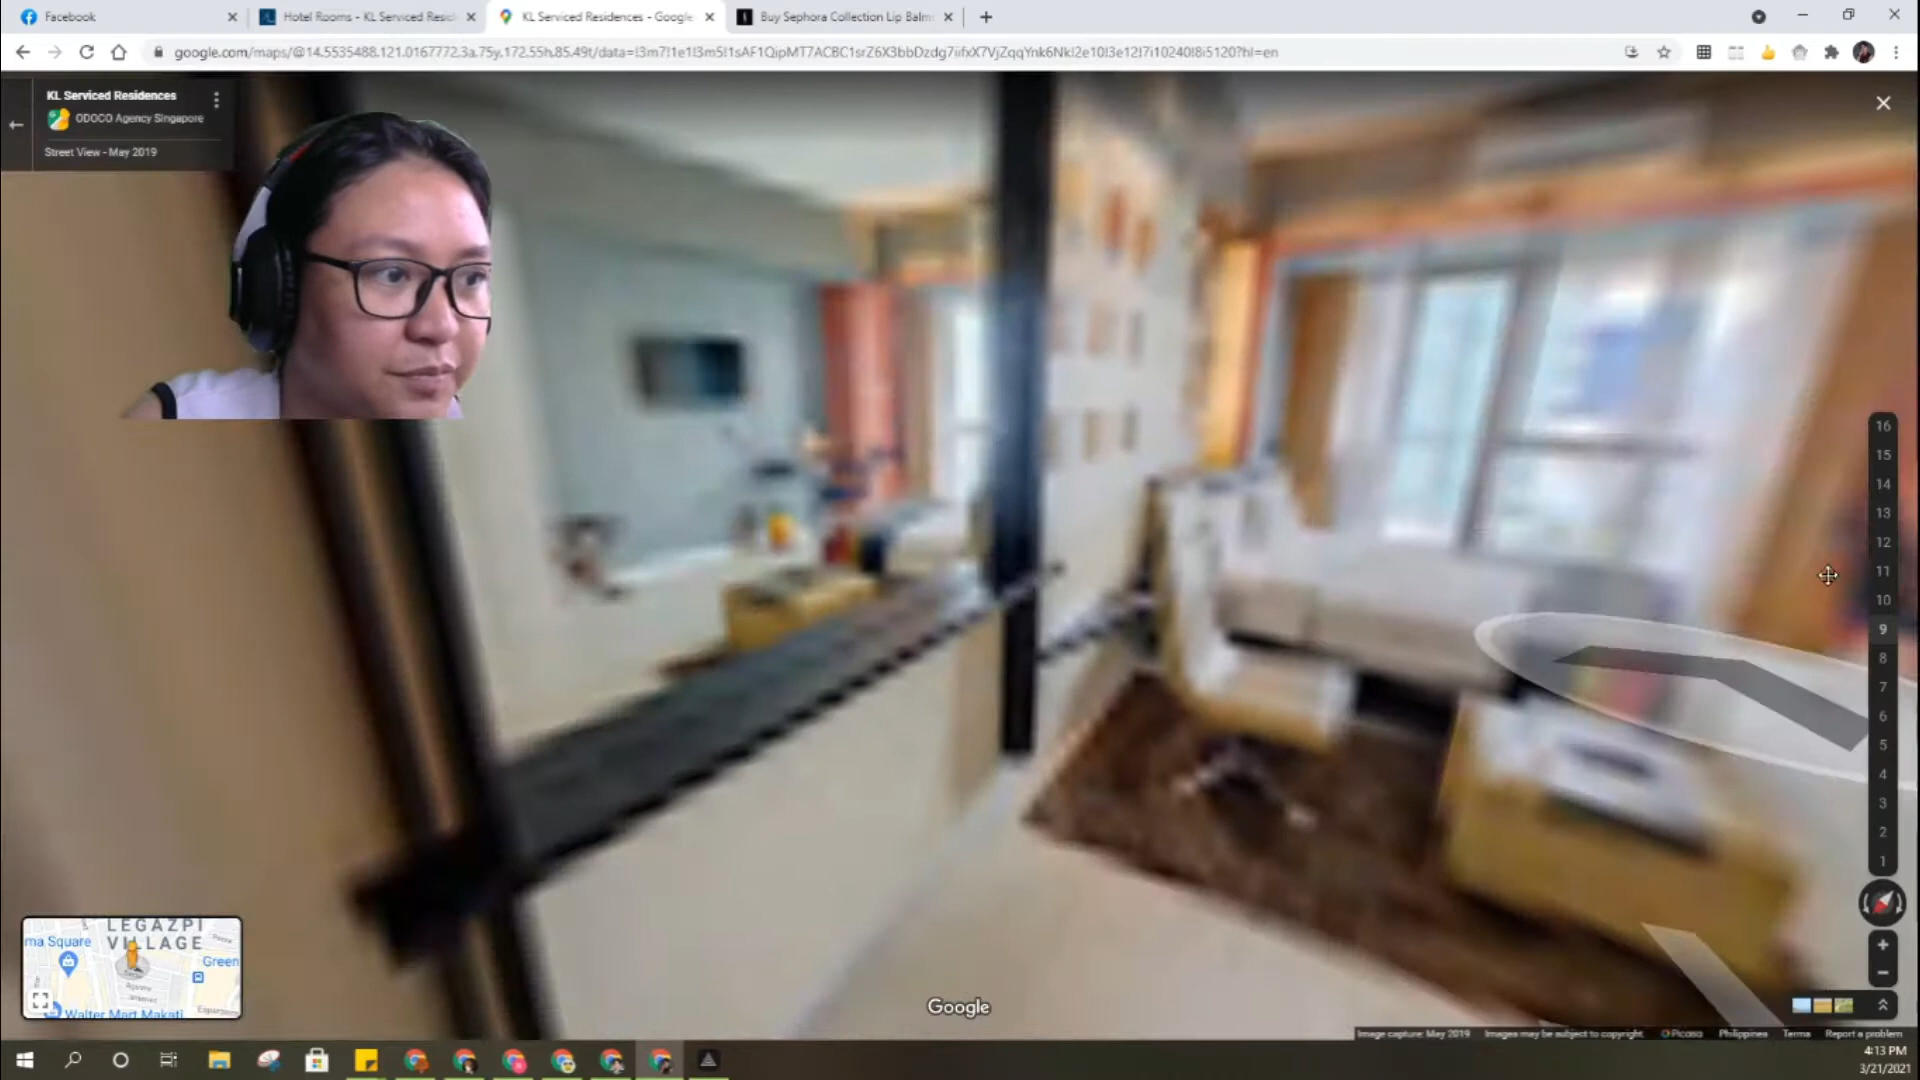 Facebook
Hotel Rooms - KL Serviced Resid
KL Serviced Residences - Google
Buy Sephora Collection Lip Balm
KL Serviced Residences
ODOCO Agency Singapore
Street View - May 2019
16
15
14
13
12
11
10
9
8
7
6
5
4
3
2
1
LEGAZPI
VILLAGE
ma Square
Green
Walter Mart Makati
Google
Image capture: May 2019 Images may be subject to copyright. Picasa Philippines Terms Report a problem
4:13 PM
3/21/2021